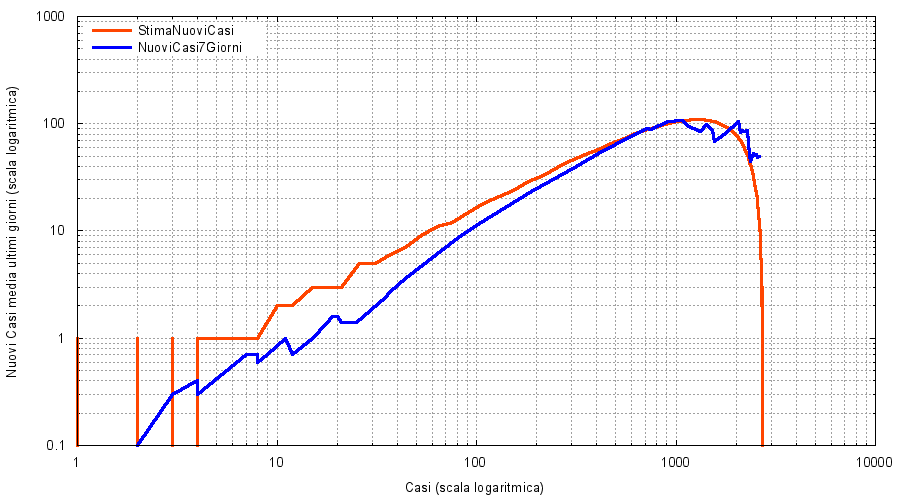 1000
StimaNuoviCasi
NuoviCasi7Giorni
100
10
1
0.1
Nuovi Casi media ultimi giorni (scala logaritmica)
1 10 100 1000 10000
Casi (scala logaritmica)